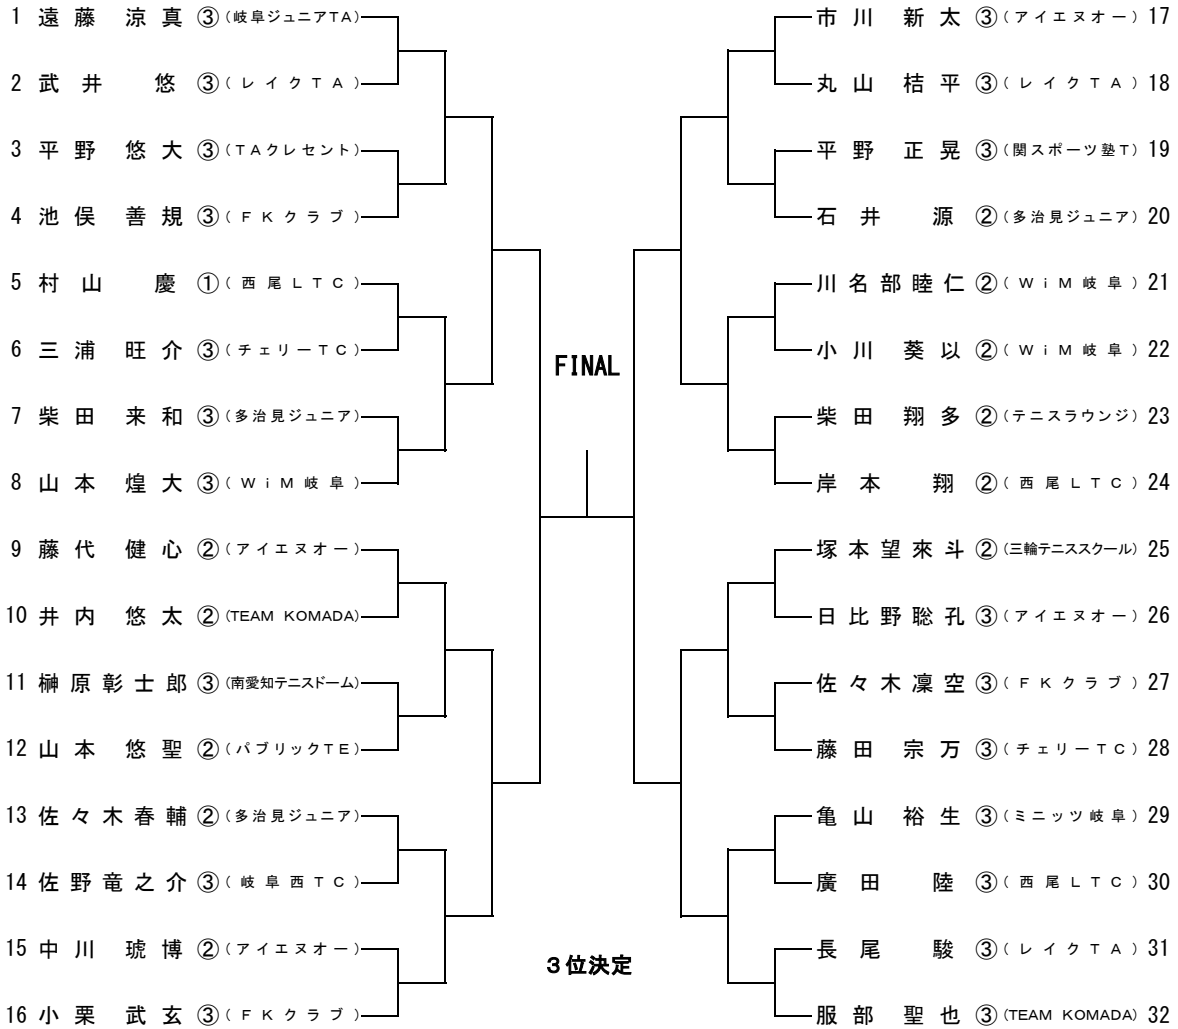 1 遠藤 涼真 ③ (岐阜ジュニアTA)
2 武井 悠 ③ (レイクTA)
3 平野 悠大 ③ (TAクレセント)
4 池俣 善規 ③ (FKクラブ)
5 村山 慶 ① (西尾LTC)
6 三浦 旺介 ③ (チェリーTC)
7 柴田 来和 ③ (多治見ジュニア)
8 山本 煌大 ③ (WiM岐阜)
9 藤代 健心 ② (アイエヌオー)
10 井内 悠太 ② (TEAM KOMADA)
11 榊原彰士郎 ③ (南愛知テニスドーム)
12 山本 悠聖 ② (パブリックTE)
13 佐々木春輔 ② (多治見ジュニア)
14 佐野竜之介 ③ (岐阜西TC)
15 中川 琥博 ② (アイエヌオー)
16 小栗 武玄 ③ (FKクラブ)
FINAL
3位決定
市川 新太 ③ (アイエヌオー) 17
丸山 桔平 ③ (レイクTA) 18
平野 正晃 ③ (関スポーツ塾T) 19
石井 源 ② (多治見ジュニア) 20
川名部睦仁 ② (WiM岐阜) 21
小川 葵以 ② (WiM岐阜) 22
柴田 翔多 ② (テニスラウンジ) 23
岸本 翔 ② (西尾LTC) 24
塚本望來斗 ② (三輪テニススクール) 25
日比野聡孔 ③ (アイエヌオー) 26
佐々木凜空 ③ (FKクラブ) 27
藤田 宗万 ③ (チェリーTC) 28
亀山 裕生 ③ (ミニッツ岐阜) 29
廣田 陸 ③ (西尾LTC) 30
長尾 駿 ③ (レイクTA) 31
服部 聖也 ③ (TEAM KOMADA) 32